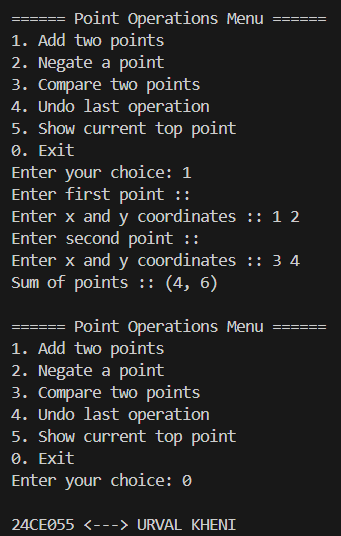 ====== Point Operations Menu ======
1. Add two points
2. Negate a point
3. Compare two points
4. Undo last operation
5. Show current top point
0. Exit
Enter your choice: 1
Enter first point ::
Enter x and y coordinates :: 1 2
Enter second point ::
Enter x and y coordinates :: 3 4
Sum of points :: (4, 6)
====== Point Operations Menu ======
1. Add two points
2. Negate a point
3. Compare two points
4. Undo last operation
5. Show current top point
0. Exit
Enter your choice: 0
24CE055 <---> URVAL KHENI